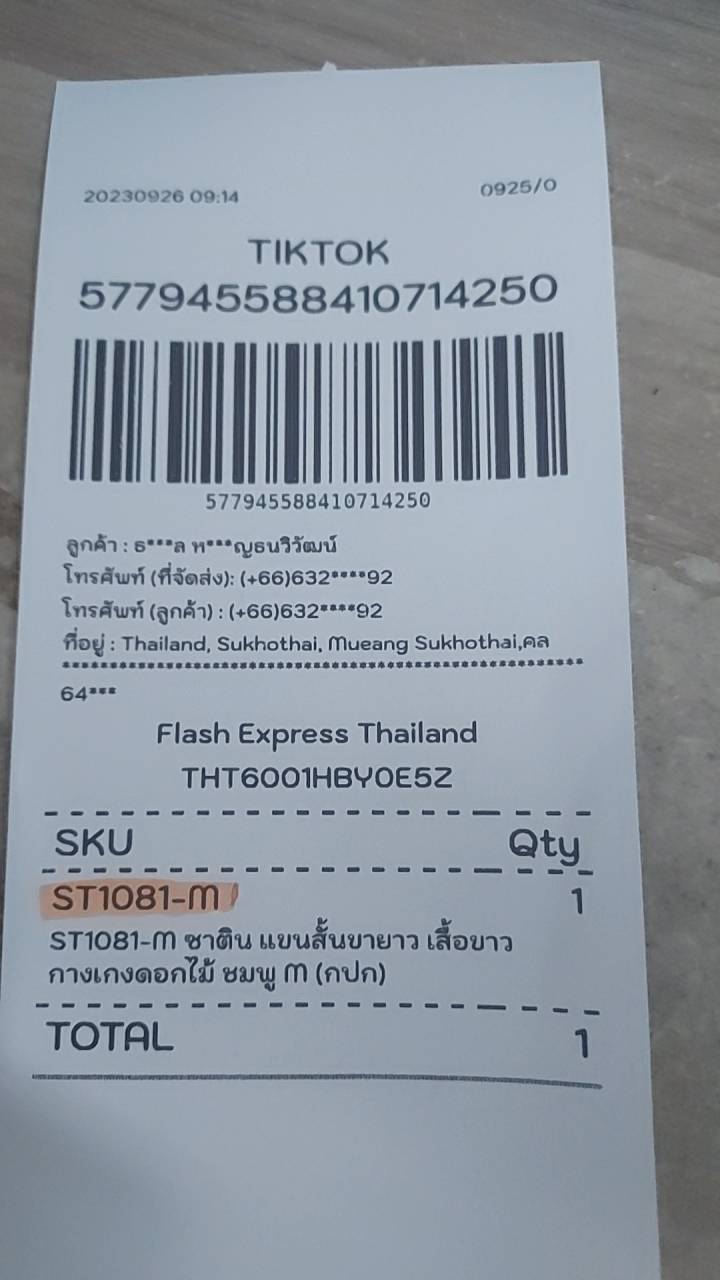 20230926 09:14
0925/0
TIKTOK
577945588410714250
577945588410714250
ลูกค้า : ธ***ล ห***ญธนวิวัฒน์
โทรศัพท์ (ที่จัดส่ง): (+66)632****92
โทรศัพท์ (ลูกค้า) : (+66)632****92
ที่อยู่ : Thailand, Sukhothai, Mueang Sukhothai,คล
64***
Flash Express Thailand
THT6001HBY0E5Z
SKU Qty
ST1081-M 1
ST1081-M ซาติน แขนสั้นขายาว เสื้อขาว
กางเกงดอกไม้ ชมพู M (กปก)
TOTAL 1